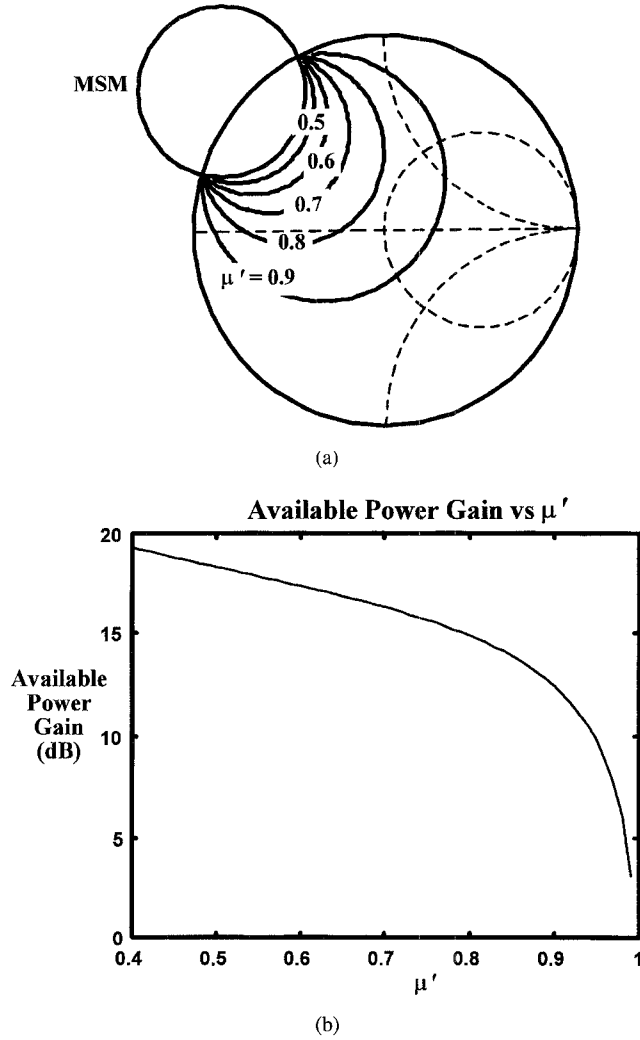 MSM
0.5
0.6
0.7
0.8
μ′ = 0.9
(a)
Available Power Gain vs μ′
20
15
10
5
0
Available
Power
Gain
(dB)
0.4 0.5 0.6 0.7 0.8 0.9 1
μ′
(b)